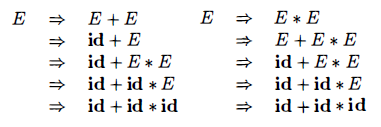 E ⇒ E + E E ⇒ E * E
⇒ id + E ⇒ E + E * E
⇒ id + E * E ⇒ id + E * E
⇒ id + id * E ⇒ id + id * E
⇒ id + id * id ⇒ id + id * id